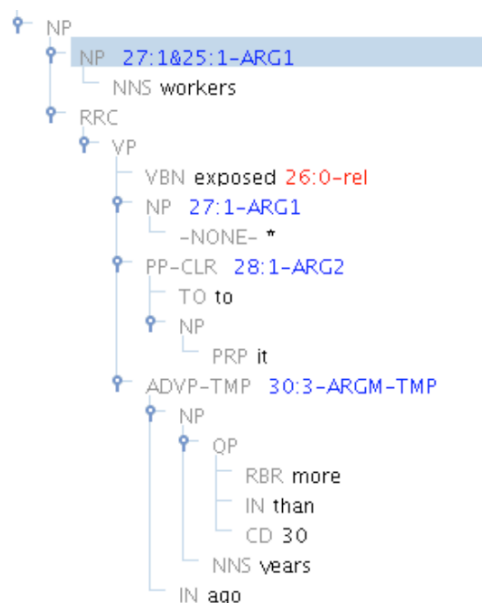 NP
NP 27:1&25:1-ARG1
NNS workers
RRC
VP
VBN exposed 26:0-rel
NP 27:1-ARG1
-NONE- *
PP-CLR 28:1-ARG2
TO to
NP
PRP it
ADVP-TMP 30:3-ARGM-TMP
NP
QP
RBR more
IN than
CD 30
NNS years
IN ago